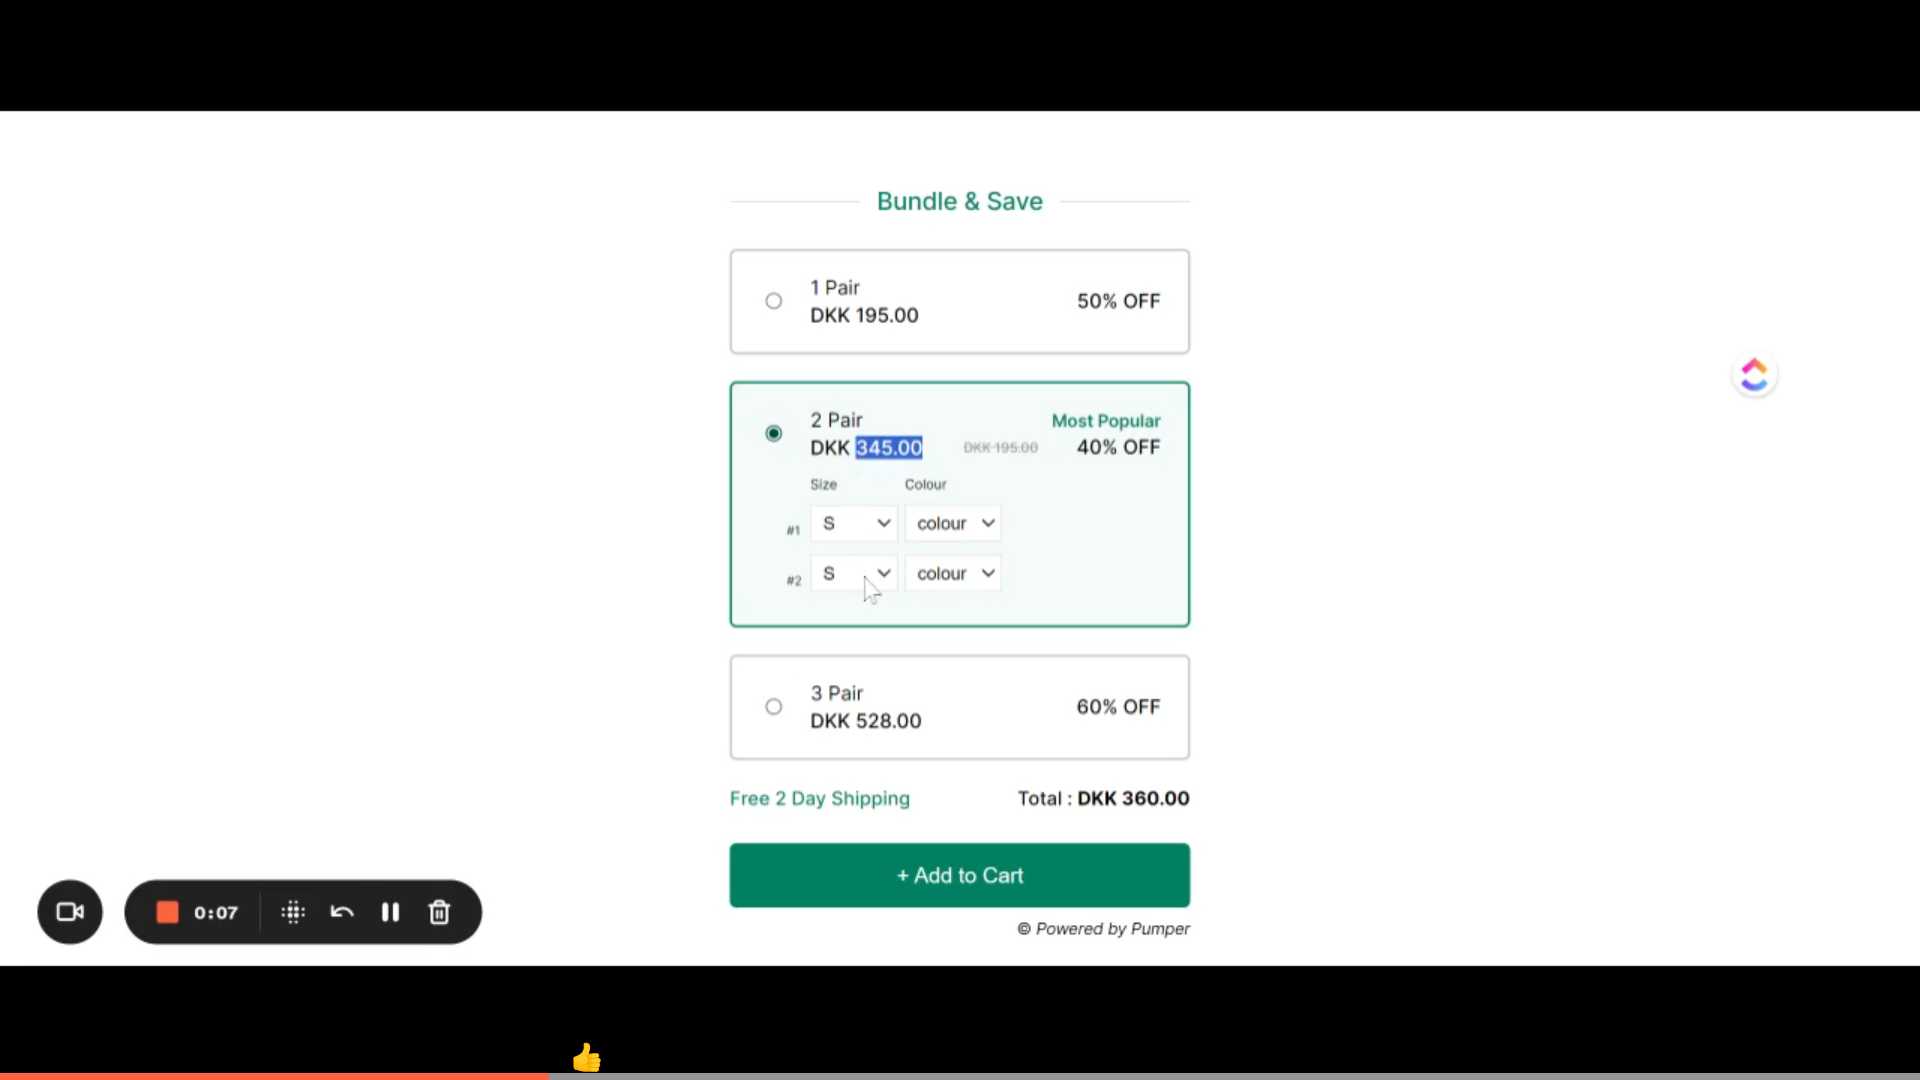 Bundle & Save
1 Pair
DKK 195.00
50% OFF
2 Pair
Most Popular
DKK 345.00
DKK 195.00
40% OFF
Size
Colour
#1
S
colour
#2
S
colour
3 Pair
DKK 528.00
60% OFF
Free 2 Day Shipping
Total : DKK 360.00
+ Add to Cart
© Powered by Pumper
0:07